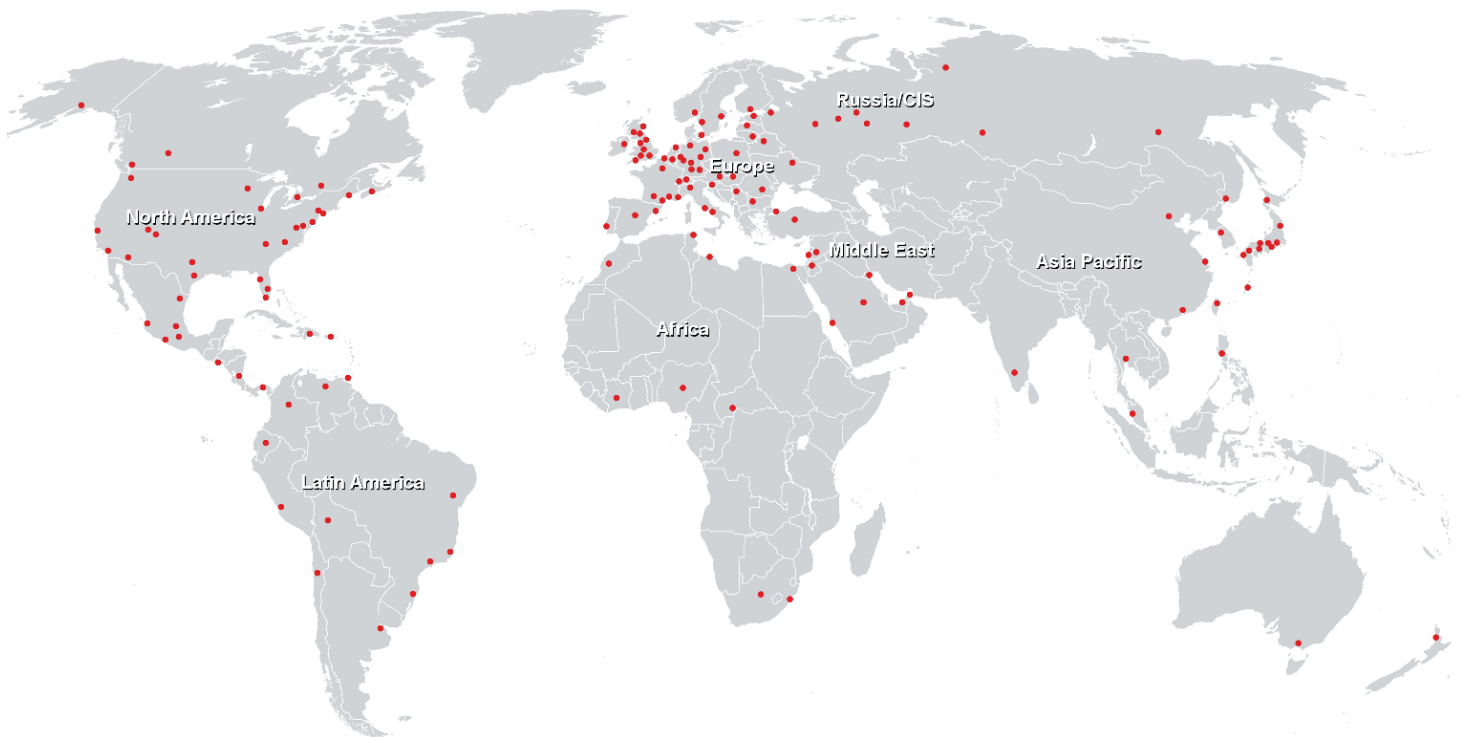 Russia/CIS
Europe
North America
Middle East
Asia Pacific
Africa
Latin America